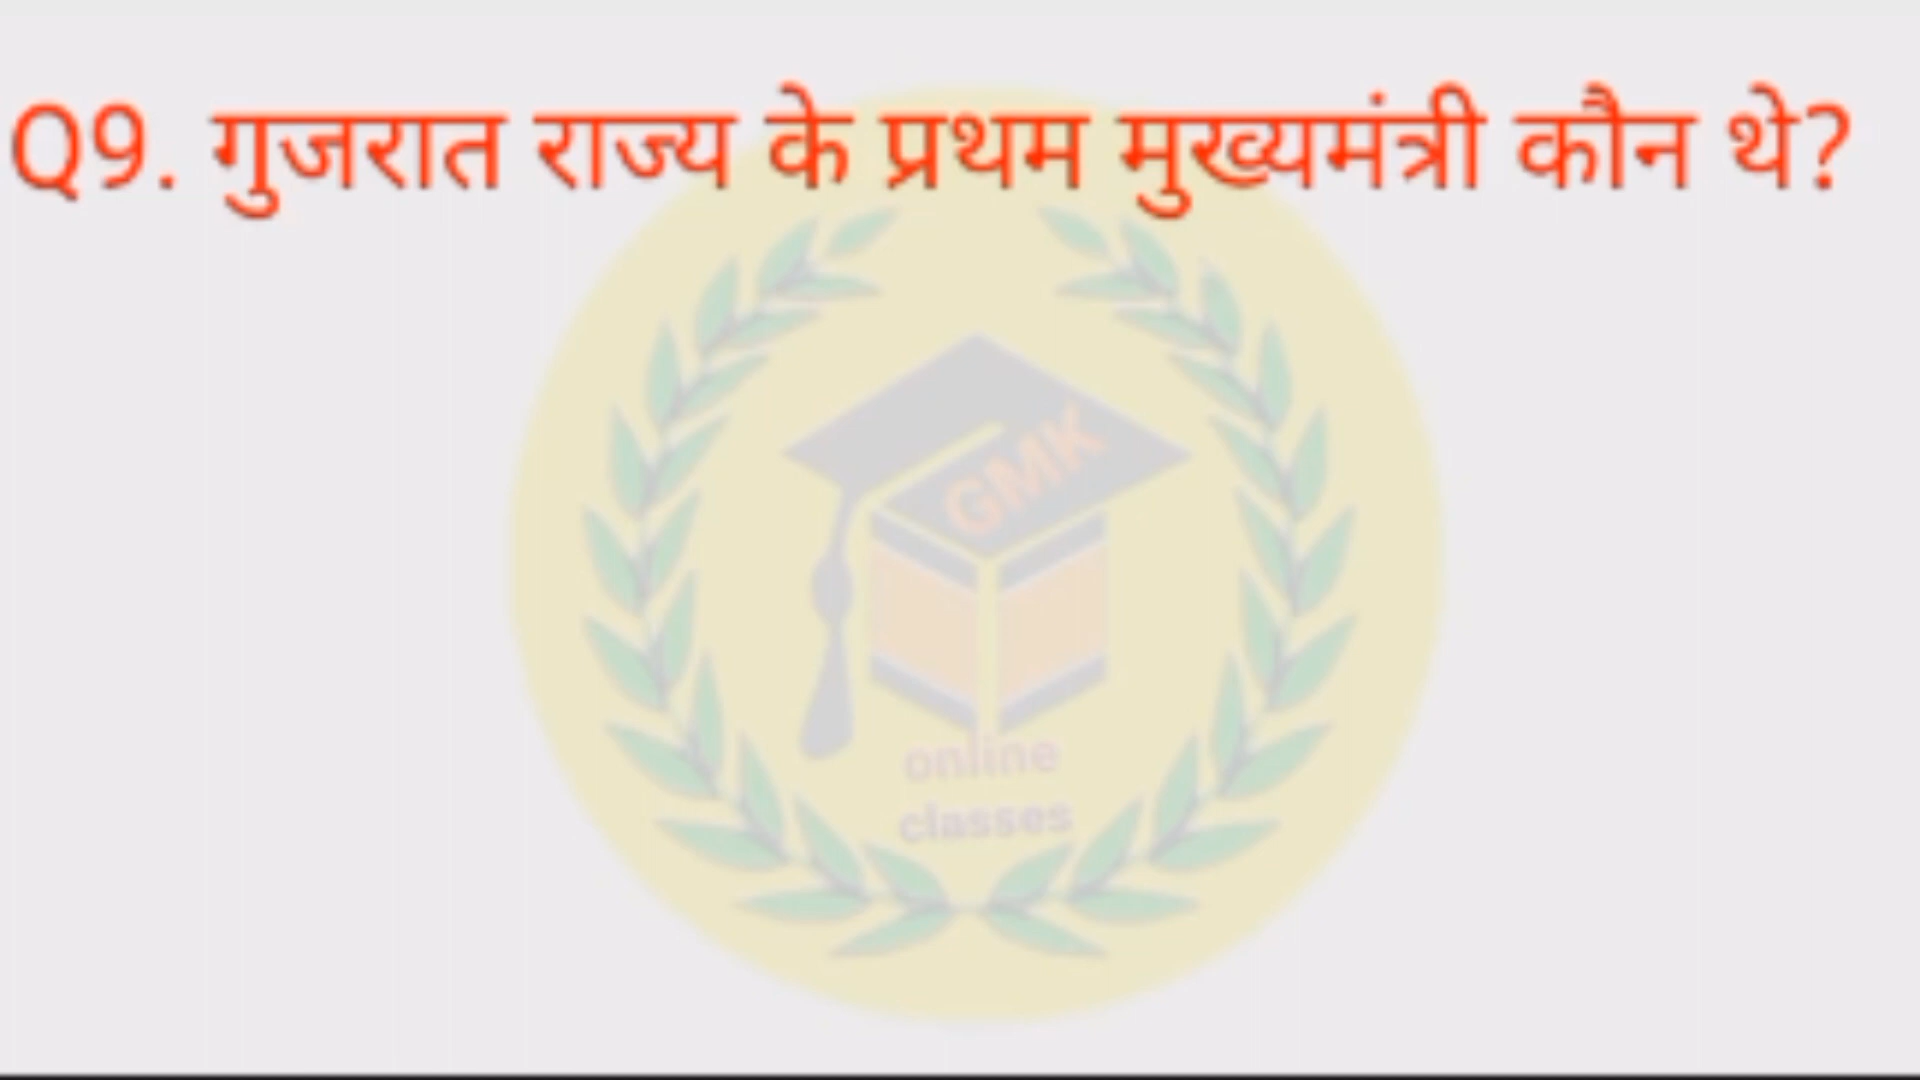 Q9. गुजरात राज्य के प्रथम मुख्यमंत्री कौन थे?
GMK
online
classes